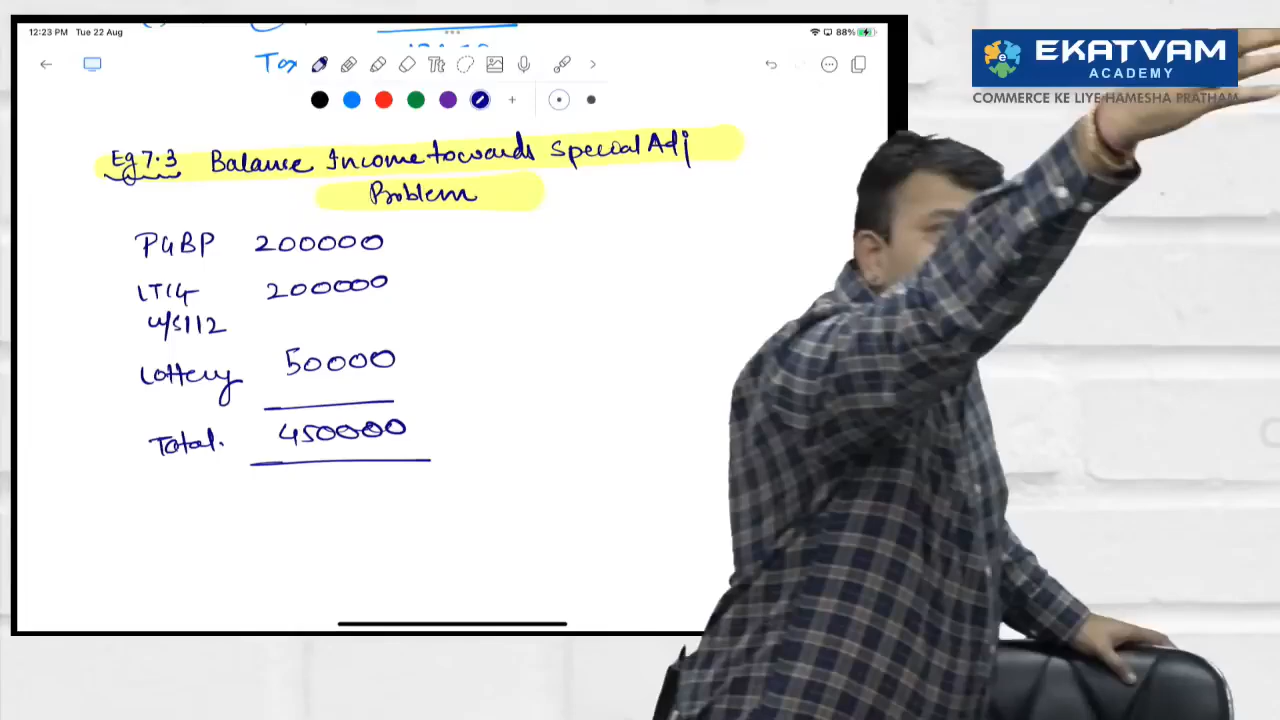 12:23 PM Tue 22 Aug
88%
EKATVAM
ACADEMY
COMMERCE KE LIYE HAMESHA PRATHAM
Eg 7.3 Balance Income towards Special Adj
Problem
PGBP 200000
LTCG 200000
u/s 112
Lottery 50000
Total. 450000